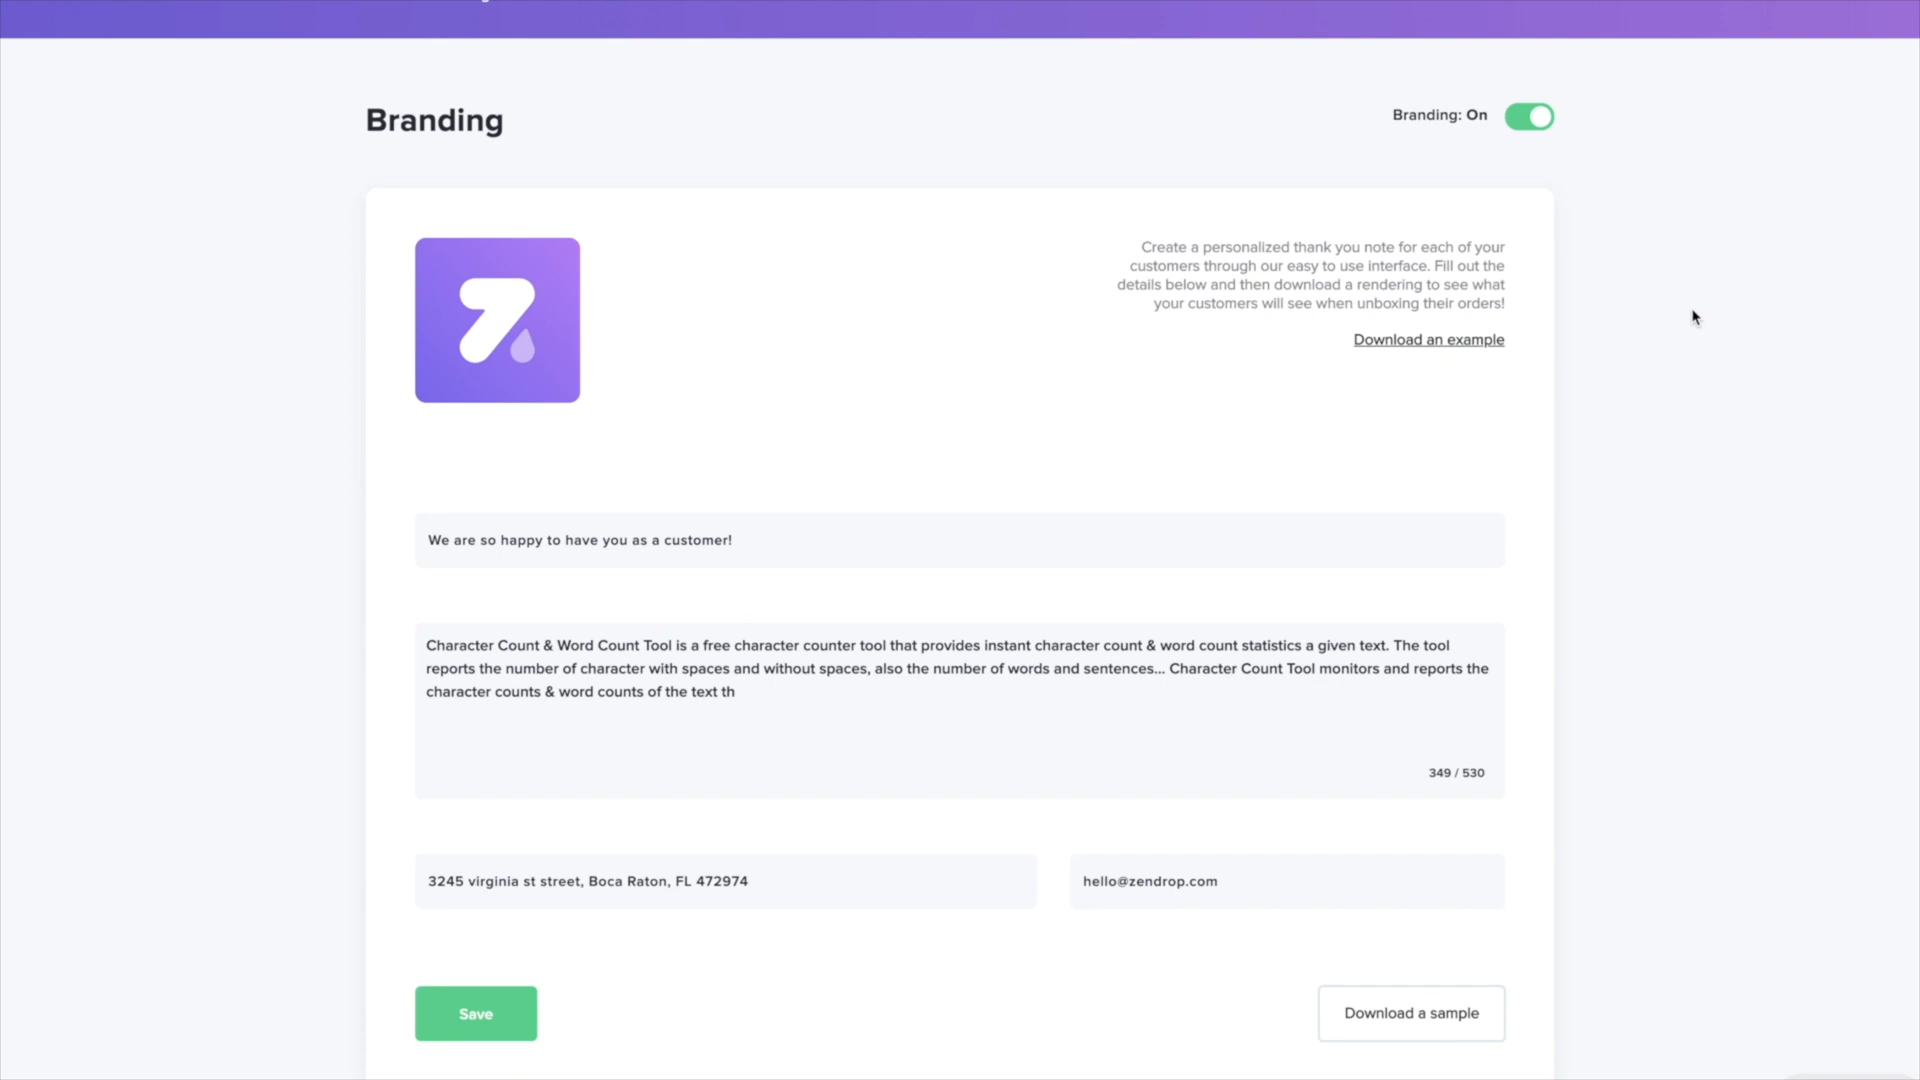 Branding
Branding: On
Create a personalized thank you note for each of your
customers through our easy to use interface. Fill out the
details below and then download a rendering to see what
your customers will see when unboxing their orders!
Download an example
We are so happy to have you as a customer!
Character Count & Word Count Tool is a free character counter tool that provides instant character count & word count statistics a given text. The tool
reports the number of character with spaces and without spaces, also the number of words and sentences... Character Count Tool monitors and reports the
character counts & word counts of the text th
349 / 530
3245 virginia st street, Boca Raton, FL 472974
hello@zendrop.com
Save
Download a sample